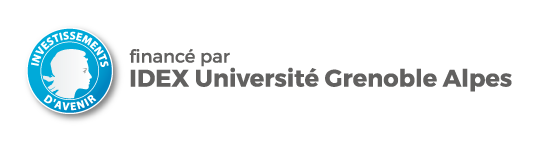 INVESTISSEMENTS
D'AVENIR
financé par
IDEX Université Grenoble Alpes